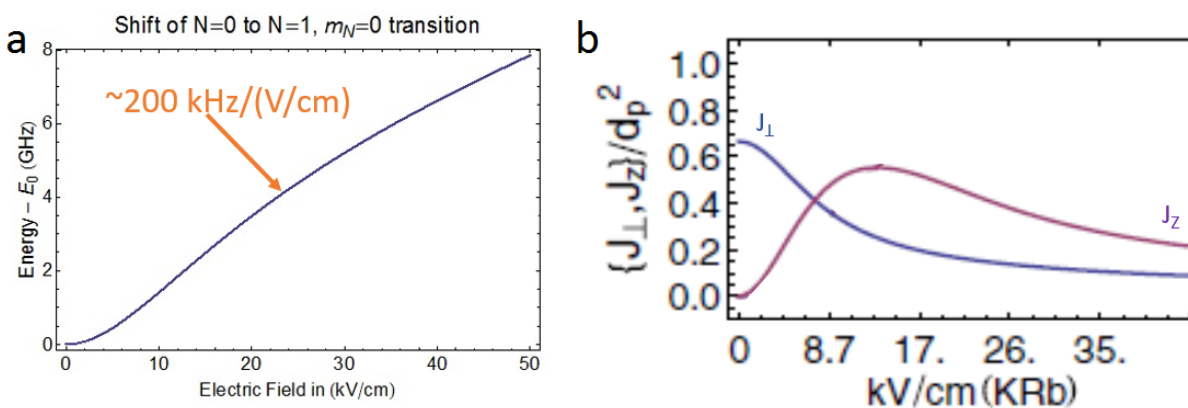 a
Shift of N=0 to N=1, m_N=0 transition
~200 kHz/(V/cm)
Energy − E_0 (GHz)
8
6
4
2
0
0 10 20 30 40 50
Electric Field in (kV/cm)
b
{J_⊥, J_z}/d_p^2
1.0
0.8
0.6
0.4
0.2
0.0
J_⊥
J_Z
0 8.7 17. 26. 35.
kV/cm (KRb)